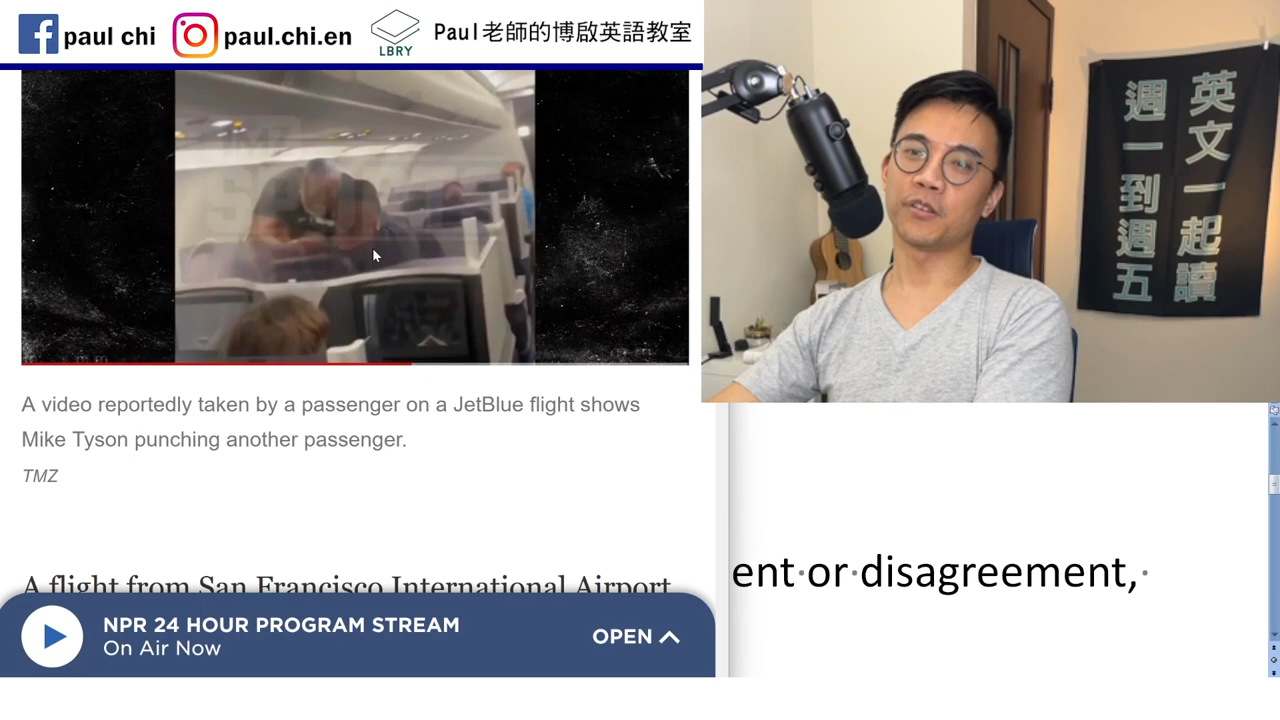 paul chi
paul.chi.en
LBRY
Paul老師的博啟英語教室
英文一起讀
週一到週五
A video reportedly taken by a passenger on a JetBlue flight shows
Mike Tyson punching another passenger.
TMZ
A flight from San Francisco International Airport
NPR 24 HOUR PROGRAM STREAM
On Air Now
OPEN
ent or disagreement,